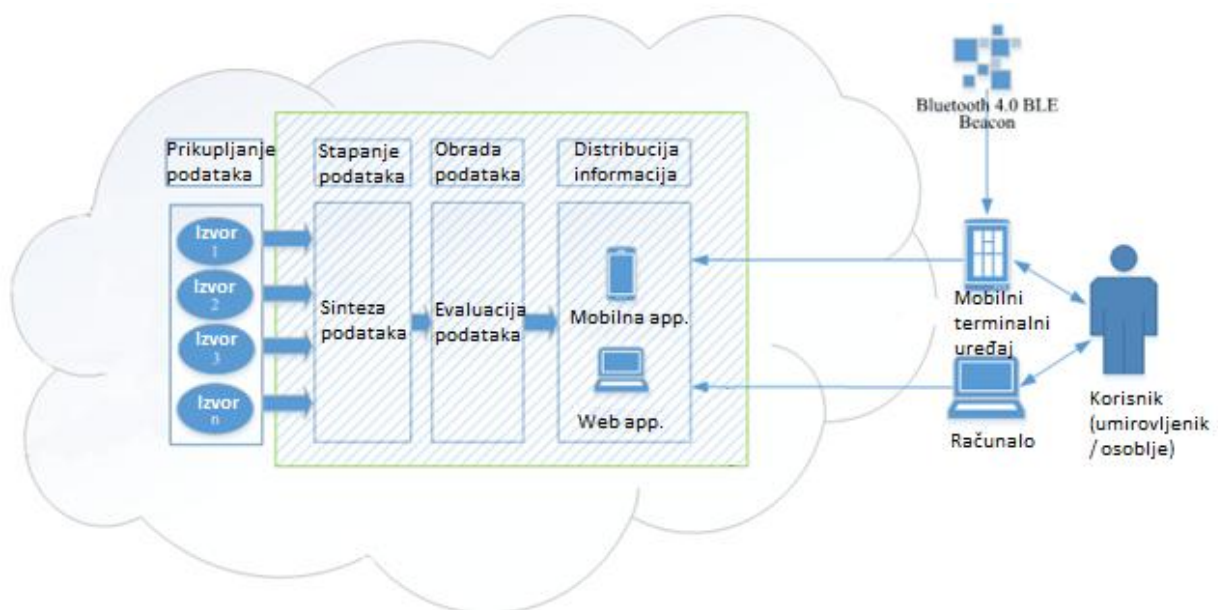 Bluetooth 4.0 BLE
Beacon
Prikupljanje
podataka
Stapanje
podataka
Obrada
podataka
Distribucija
informacija
Izvor
1
Izvor
2
Izvor
3
Izvor
n
Sinteza
podataka
Evaluacija
podataka
Mobilna app.
Web app.
Mobilni
terminalni
uređaj
Računalo
Korisnik
(umirovljenik
/ osoblje)